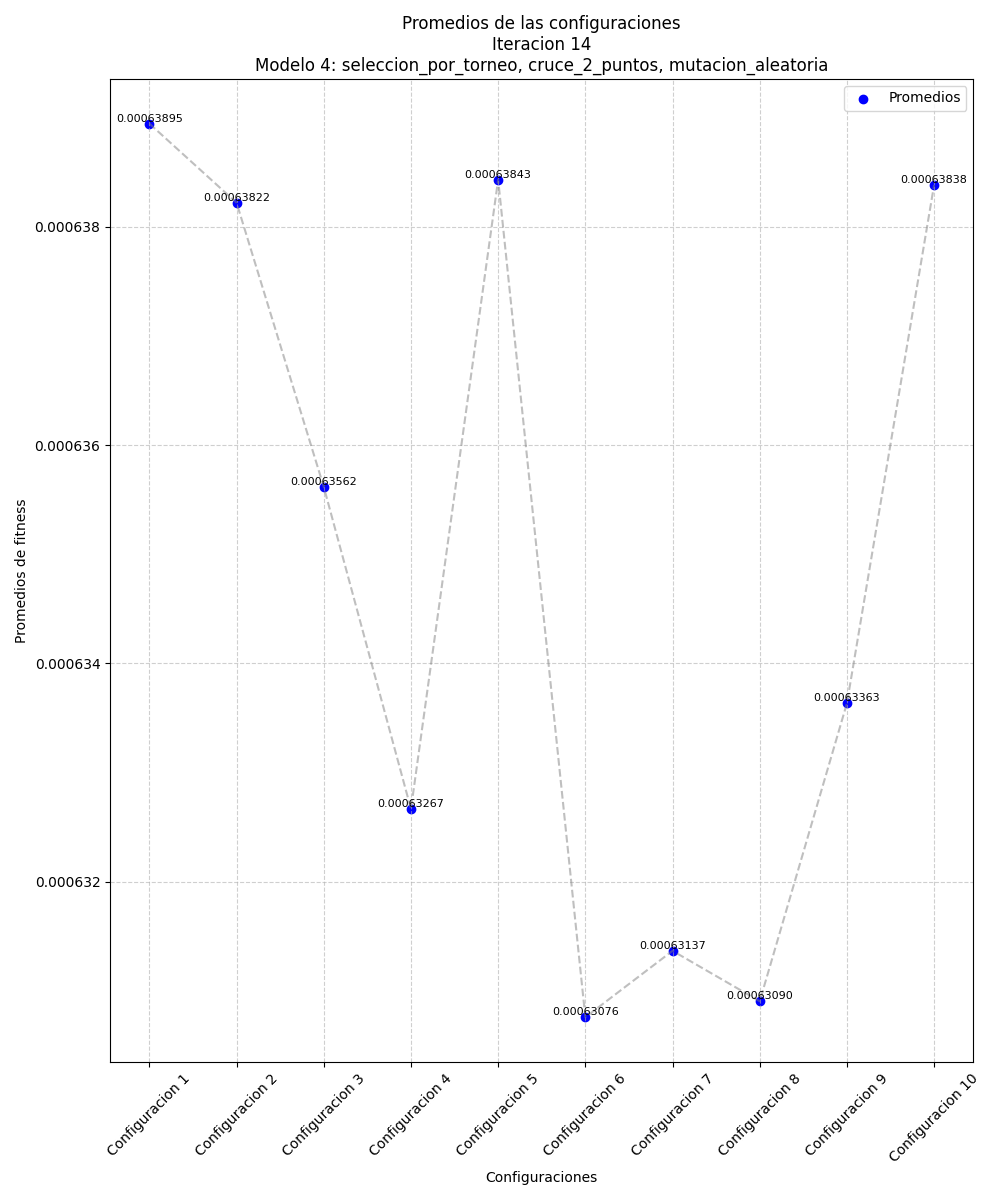 Promedios de las configuraciones
Iteracion 14
Modelo 4: seleccion_por_torneo, cruce_2_puntos, mutacion_aleatoria
Promedios
0.00063895
0.00063822
0.00063562
0.00063267
0.00063843
0.00063076
0.00063137
0.00063090
0.00063363
0.00063838
0.000638
0.000636
0.000634
0.000632
Promedios de fitness
Configuracion 1
Configuracion 2
Configuracion 3
Configuracion 4
Configuracion 5
Configuracion 6
Configuracion 7
Configuracion 8
Configuracion 9
Configuracion 10
Configuraciones